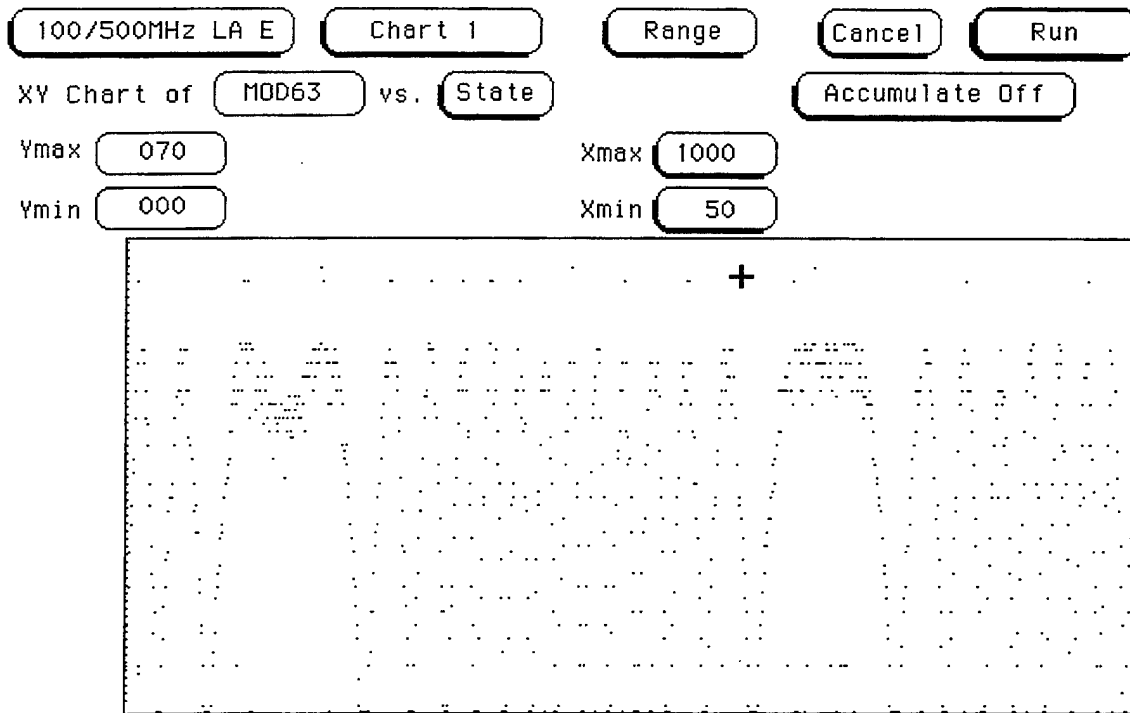 100/500MHz LA E Chart 1 Range Cancel Run
XY Chart of MOD63 vs. State Accumulate Off
Ymax 070 Xmax 1000
Ymin 000 Xmin 50